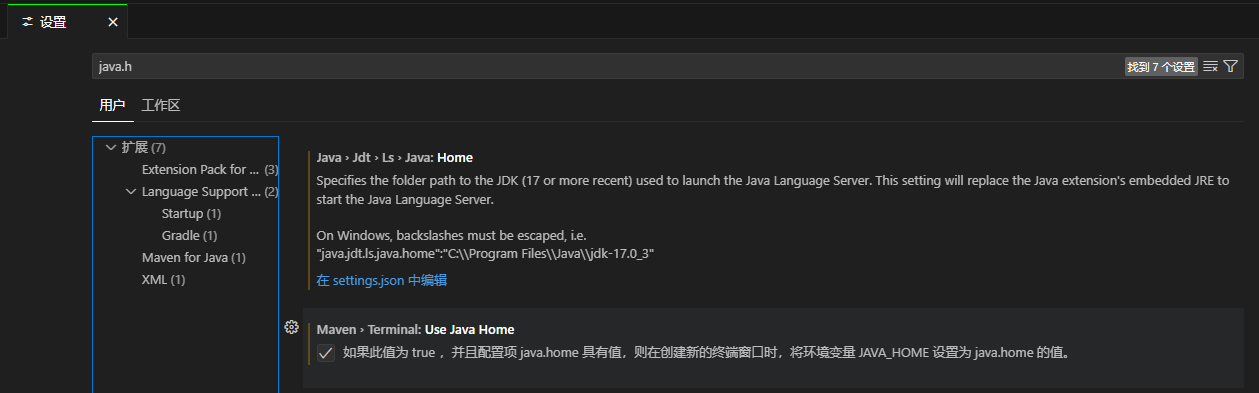 设置
java.h
找到 7 个设置
用户 工作区
扩展 (7)
Extension Pack for ... (3)
Language Support ... (2)
Startup (1)
Gradle (1)
Maven for Java (1)
XML (1)
Java › Jdt › Ls › Java: Home
Specifies the folder path to the JDK (17 or more recent) used to launch the Java Language Server. This setting will replace the Java extension's embedded JRE to
start the Java Language Server.
On Windows, backslashes must be escaped, i.e.
"java.jdt.ls.java.home":"C:\\Program Files\\Java\\jdk-17.0_3"
在 settings.json 中编辑
Maven › Terminal: Use Java Home
如果此值为 true ，并且配置项 java.home 具有值，则在创建新的终端窗口时，将环境变量 JAVA_HOME 设置为 java.home 的值。